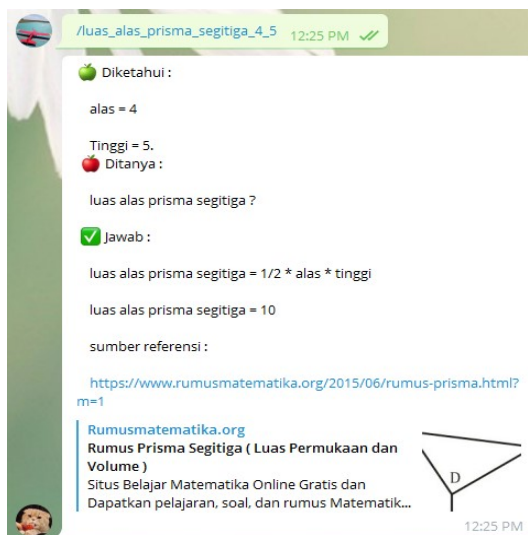 /luas_alas_prisma_segitiga_4_5 12:25 PM
Diketahui :
alas = 4
Tinggi = 5.
Ditanya :
luas alas prisma segitiga ?
Jawab :
luas alas prisma segitiga = 1/2 * alas * tinggi
luas alas prisma segitiga = 10
sumber referensi :
https://www.rumusmatematika.org/2015/06/rumus-prisma.html?
m=1
Rumusmatematika.org
Rumus Prisma Segitiga ( Luas Permukaan dan
Volume )
Situs Belajar Matematika Online Gratis dan
Dapatkan pelajaran, soal, dan rumus Matematik...
D
12:25 PM